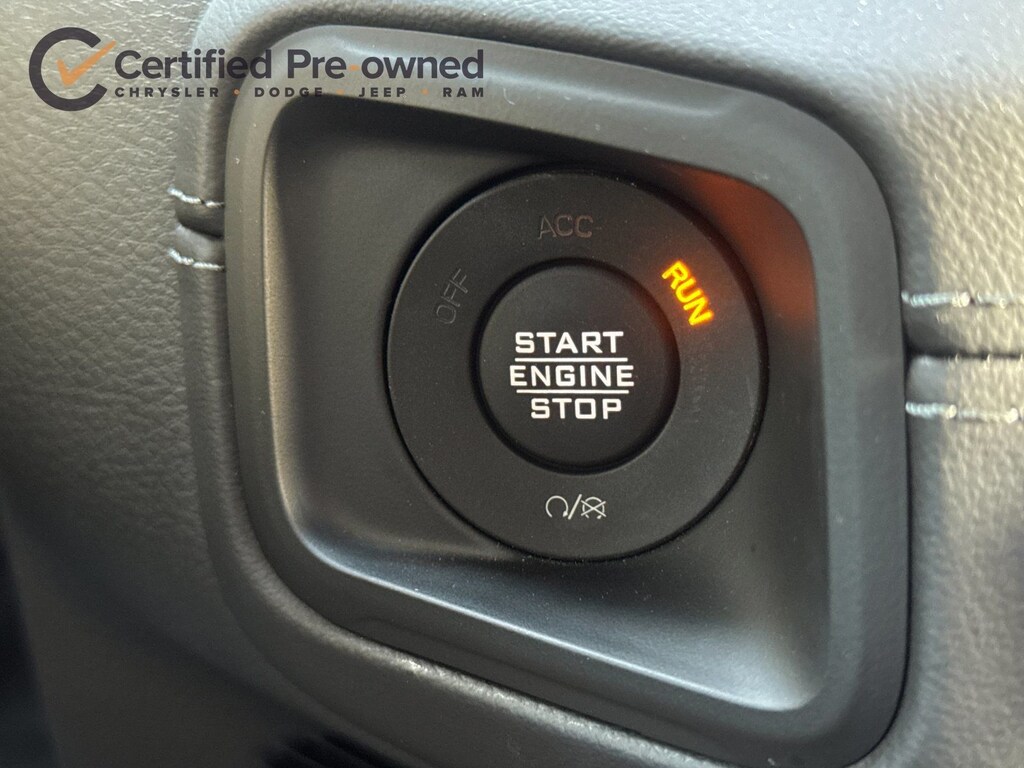 Certified Pre-owned
CHRYSLER • DODGE • JEEP • RAM
ACC
OFF
RUN
START
ENGINE
STOP